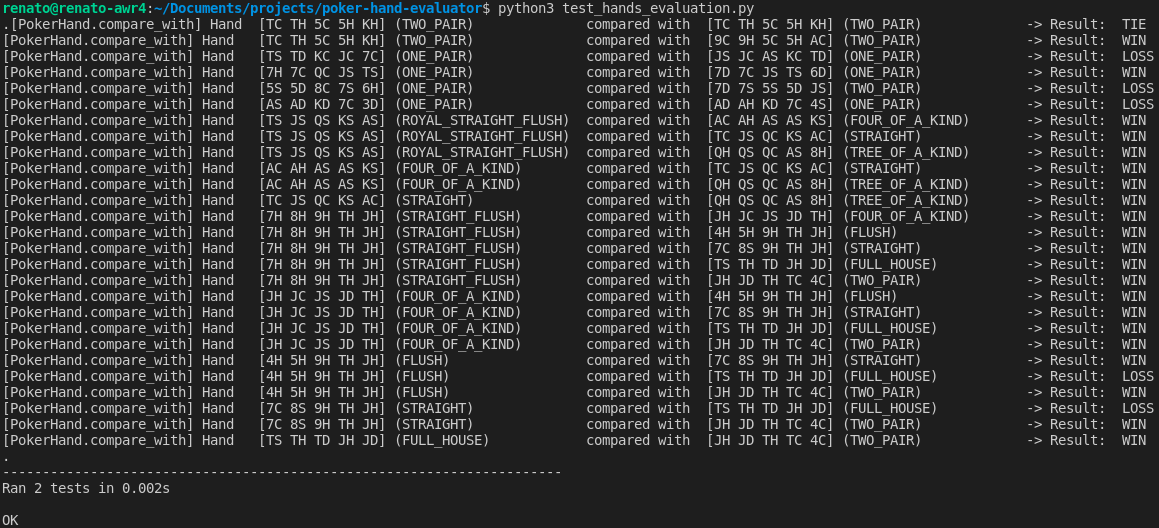 renato@renato-awr4:~/Documents/projects/poker-hand-evaluator$ python3 test_hands_evaluation.py
.[PokerHand.compare_with] Hand  [TC TH 5C 5H KH] (TWO_PAIR)              compared with  [TC TH 5C 5H KH] (TWO_PAIR)             -> Result:  TIE
[PokerHand.compare_with] Hand   [TC TH 5C 5H KH] (TWO_PAIR)              compared with  [9C 9H 5C 5H AC] (TWO_PAIR)             -> Result:  WIN
[PokerHand.compare_with] Hand   [TS TD KC JC 7C] (ONE_PAIR)              compared with  [JS JC AS KC TD] (ONE_PAIR)             -> Result:  LOSS
[PokerHand.compare_with] Hand   [7H 7C QC JS TS] (ONE_PAIR)              compared with  [7D 7C JS TS 6D] (ONE_PAIR)             -> Result:  WIN
[PokerHand.compare_with] Hand   [5S 5D 8C 7S 6H] (ONE_PAIR)              compared with  [7D 7S 5S 5D JS] (TWO_PAIR)             -> Result:  LOSS
[PokerHand.compare_with] Hand   [AS AD KD 7C 3D] (ONE_PAIR)              compared with  [AD AH KD 7C 4S] (ONE_PAIR)             -> Result:  LOSS
[PokerHand.compare_with] Hand   [TS JS QS KS AS] (ROYAL_STRAIGHT_FLUSH)  compared with  [AC AH AS AS KS] (FOUR_OF_A_KIND)       -> Result:  WIN
[PokerHand.compare_with] Hand   [TS JS QS KS AS] (ROYAL_STRAIGHT_FLUSH)  compared with  [TC JS QC KS AC] (STRAIGHT)             -> Result:  WIN
[PokerHand.compare_with] Hand   [TS JS QS KS AS] (ROYAL_STRAIGHT_FLUSH)  compared with  [QH QS QC AS 8H] (TREE_OF_A_KIND)       -> Result:  WIN
[PokerHand.compare_with] Hand   [AC AH AS AS KS] (FOUR_OF_A_KIND)        compared with  [TC JS QC KS AC] (STRAIGHT)             -> Result:  WIN
[PokerHand.compare_with] Hand   [AC AH AS AS KS] (FOUR_OF_A_KIND)        compared with  [QH QS QC AS 8H] (TREE_OF_A_KIND)       -> Result:  WIN
[PokerHand.compare_with] Hand   [TC JS QC KS AC] (STRAIGHT)              compared with  [QH QS QC AS 8H] (TREE_OF_A_KIND)       -> Result:  WIN
[PokerHand.compare_with] Hand   [7H 8H 9H TH JH] (STRAIGHT_FLUSH)        compared with  [JH JC JS JD TH] (FOUR_OF_A_KIND)       -> Result:  WIN
[PokerHand.compare_with] Hand   [7H 8H 9H TH JH] (STRAIGHT_FLUSH)        compared with  [4H 5H 9H TH JH] (FLUSH)                -> Result:  WIN
[PokerHand.compare_with] Hand   [7H 8H 9H TH JH] (STRAIGHT_FLUSH)        compared with  [7C 8S 9H TH JH] (STRAIGHT)             -> Result:  WIN
[PokerHand.compare_with] Hand   [7H 8H 9H TH JH] (STRAIGHT_FLUSH)        compared with  [TS TH TD JH JD] (FULL_HOUSE)           -> Result:  WIN
[PokerHand.compare_with] Hand   [7H 8H 9H TH JH] (STRAIGHT_FLUSH)        compared with  [JH JD TH TC 4C] (TWO_PAIR)             -> Result:  WIN
[PokerHand.compare_with] Hand   [JH JC JS JD TH] (FOUR_OF_A_KIND)        compared with  [4H 5H 9H TH JH] (FLUSH)                -> Result:  WIN
[PokerHand.compare_with] Hand   [JH JC JS JD TH] (FOUR_OF_A_KIND)        compared with  [7C 8S 9H TH JH] (STRAIGHT)             -> Result:  WIN
[PokerHand.compare_with] Hand   [JH JC JS JD TH] (FOUR_OF_A_KIND)        compared with  [TS TH TD JH JD] (FULL_HOUSE)           -> Result:  WIN
[PokerHand.compare_with] Hand   [JH JC JS JD TH] (FOUR_OF_A_KIND)        compared with  [JH JD TH TC 4C] (TWO_PAIR)             -> Result:  WIN
[PokerHand.compare_with] Hand   [4H 5H 9H TH JH] (FLUSH)                 compared with  [7C 8S 9H TH JH] (STRAIGHT)             -> Result:  WIN
[PokerHand.compare_with] Hand   [4H 5H 9H TH JH] (FLUSH)                 compared with  [TS TH TD JH JD] (FULL_HOUSE)           -> Result:  LOSS
[PokerHand.compare_with] Hand   [4H 5H 9H TH JH] (FLUSH)                 compared with  [JH JD TH TC 4C] (TWO_PAIR)             -> Result:  WIN
[PokerHand.compare_with] Hand   [7C 8S 9H TH JH] (STRAIGHT)              compared with  [TS TH TD JH JD] (FULL_HOUSE)           -> Result:  LOSS
[PokerHand.compare_with] Hand   [7C 8S 9H TH JH] (STRAIGHT)              compared with  [JH JD TH TC 4C] (TWO_PAIR)             -> Result:  WIN
[PokerHand.compare_with] Hand   [TS TH TD JH JD] (FULL_HOUSE)            compared with  [JH JD TH TC 4C] (TWO_PAIR)             -> Result:  WIN
.
----------------------------------------------------------------------
Ran 2 tests in 0.002s
OK